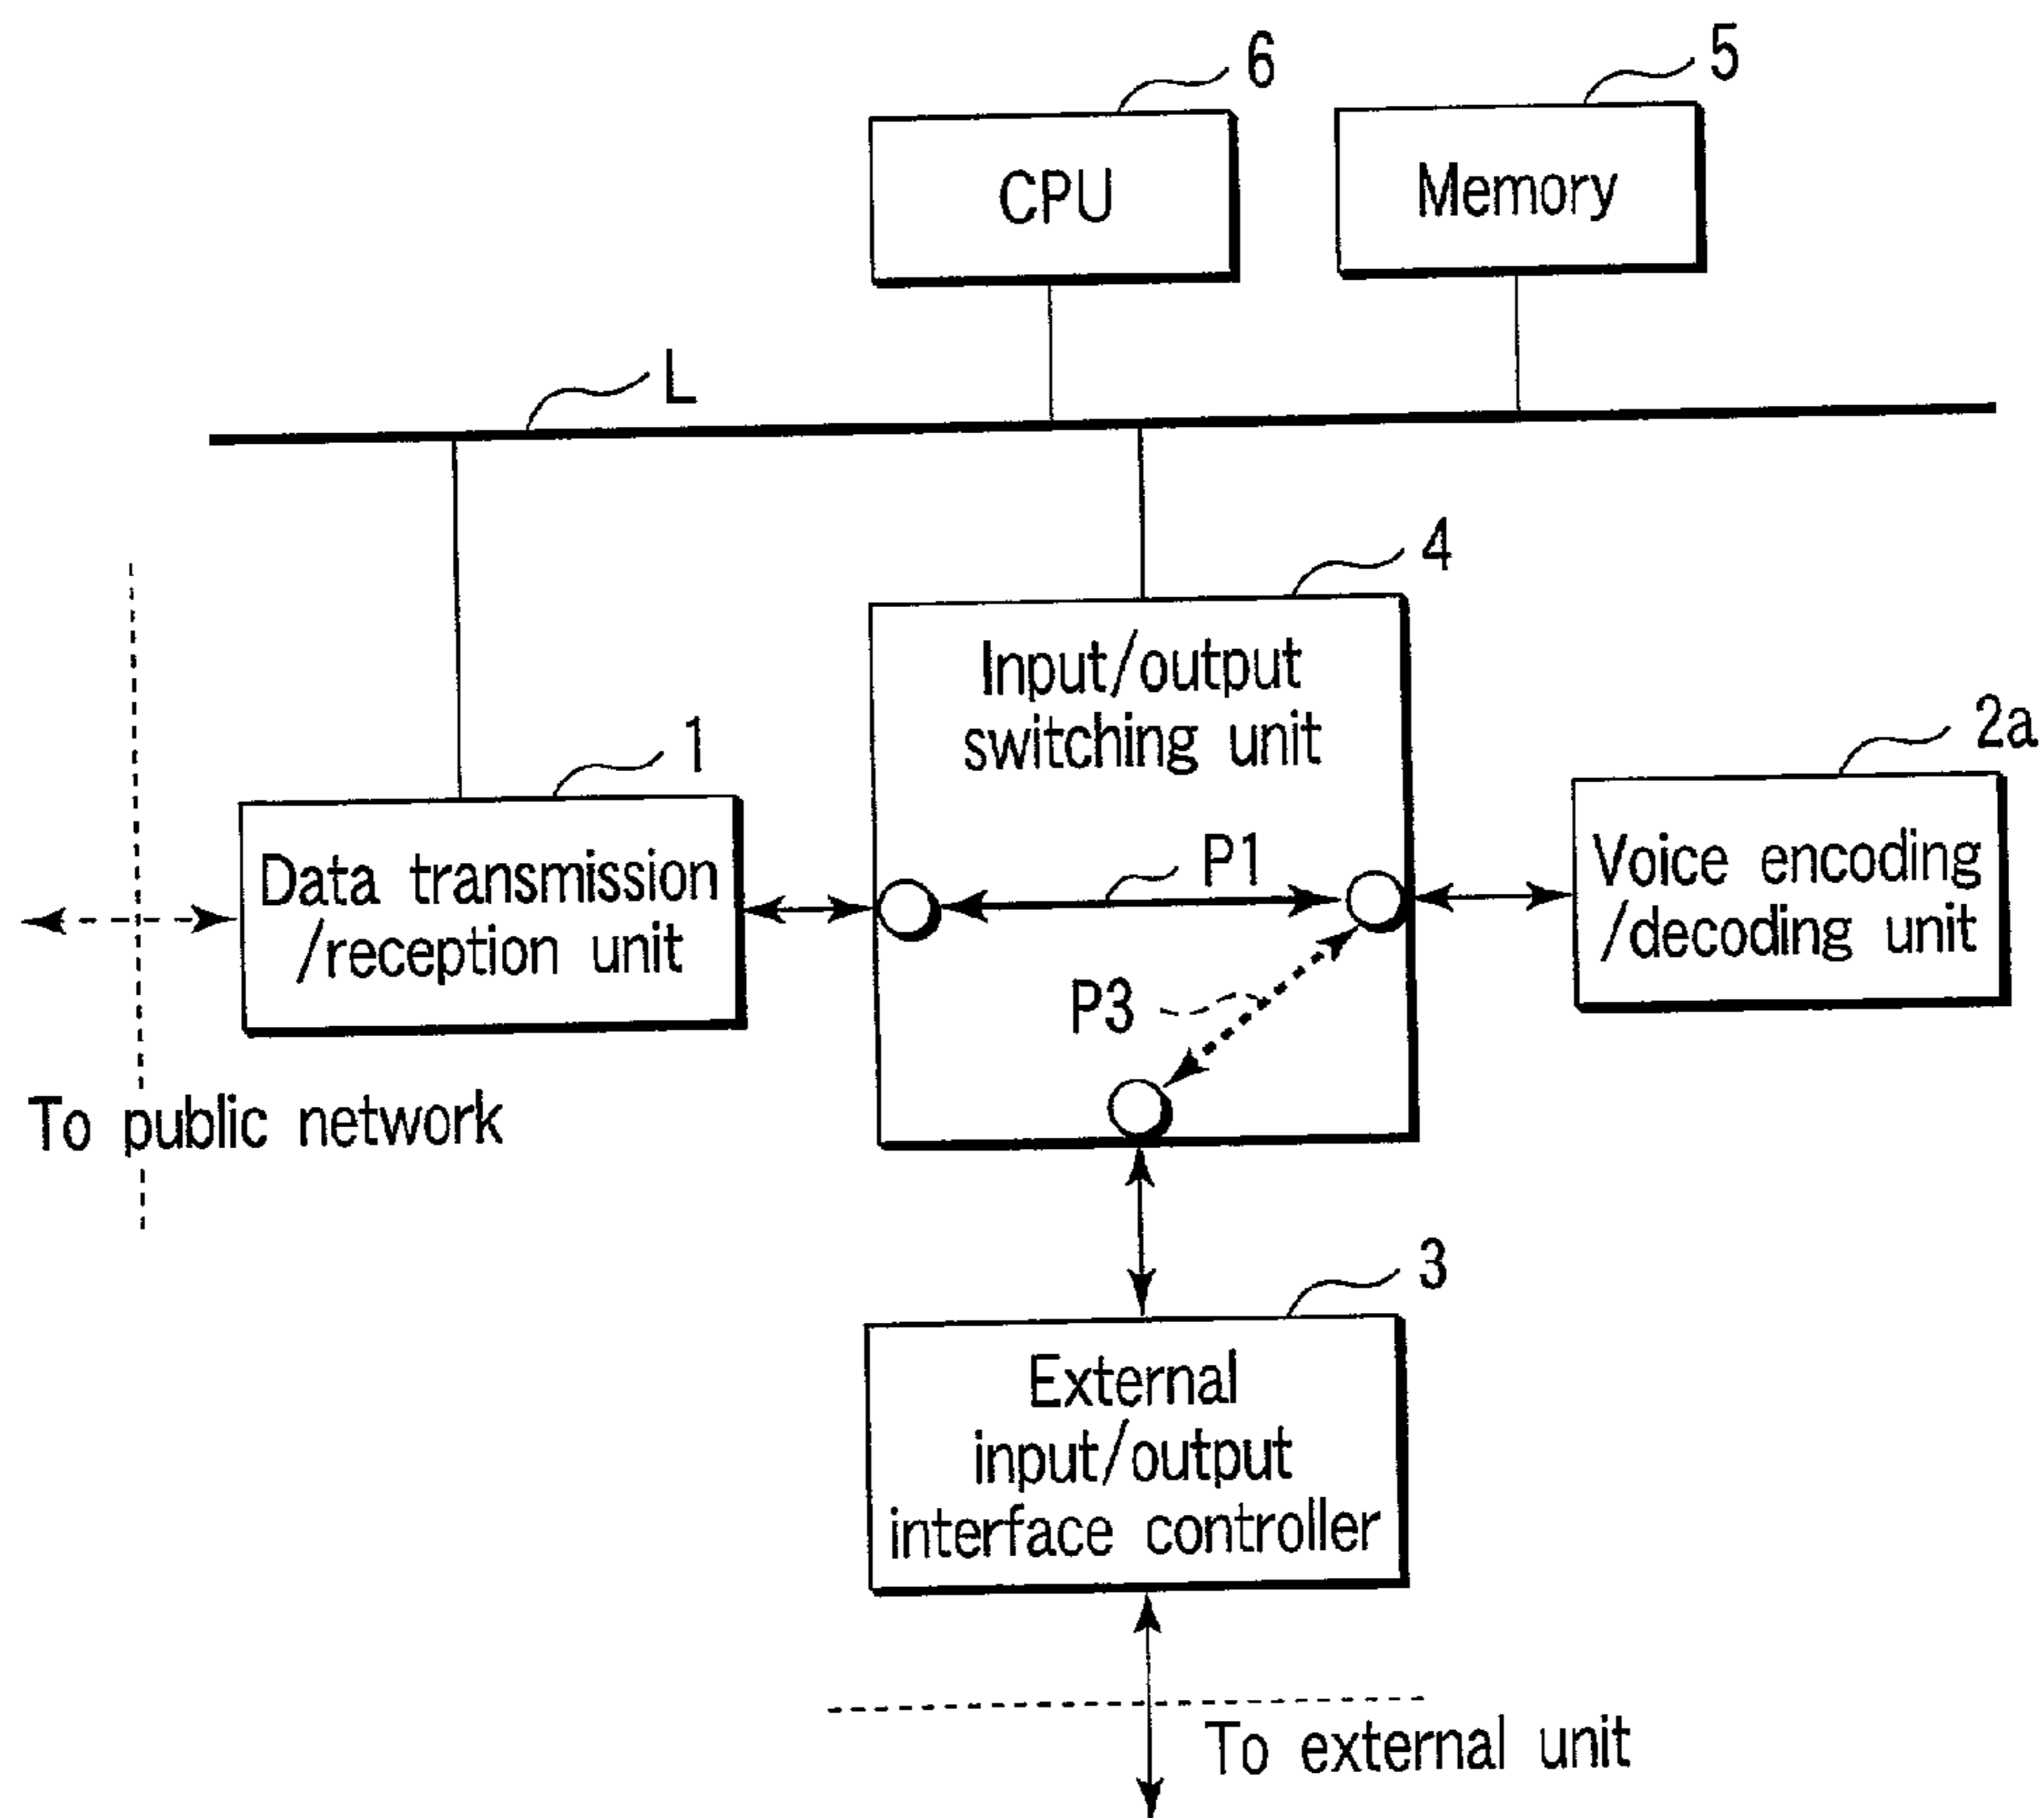 6
5
CPU
Memory
L
4
Input/output
switching unit
1
2a
P1
Data transmission
/reception unit
Voice encoding
/decoding unit
P3
To public network
3
External
input/output
interface controller
To external unit